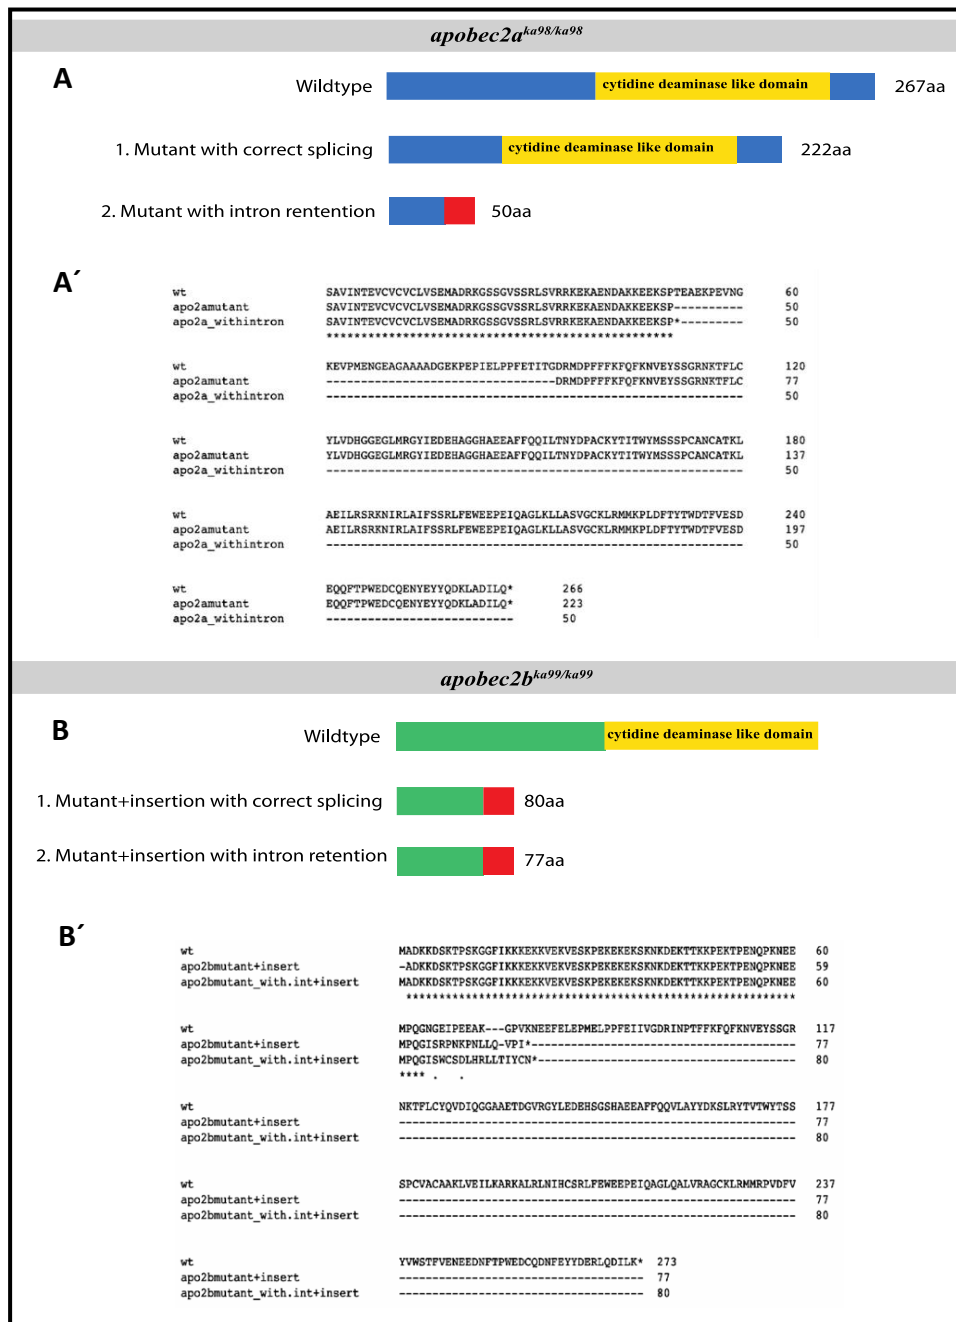 apobec2a^ka98/ka98
A
Wildtype cytidine deaminase like domain 267aa
1. Mutant with correct splicing cytidine deaminase like domain 222aa
2. Mutant with intron rentention 50aa
A´
wt SAVINTEVCVCVCLVSEMADRKGSSGVSSRLSVRRKEKAENDAKKEEKSPTEAEKPEVNG 60
apo2amutant SAVINTEVCVCVCLVSEMADRKGSSGVSSRLSVRRKEKAENDAKKEEKSP---------- 50
apo2a_withintron SAVINTEVCVCVCLVSEMADRKGSSGVSSRLSVRRKEKAENDAKKEEKSP*--------- 50
**************************************************
wt KEVPMENGEAGAAAADGEKPEPIELPPFETITGDRMDPFFFKFQFKNVEYSSGRNKTFLC 120
apo2amutant ---------------------------------DRMDPFFFKFQFKNVEYSSGRNKTFLC 77
apo2a_withintron ------------------------------------------------------------ 50
wt YLVDHGGEGLMRGYIEDEHAGGHAEEAFFQQILTNYDPACKYTITWYMSSSPCANCATKL 180
apo2amutant YLVDHGGEGLMRGYIEDEHAGGHAEEAFFQQILTNYDPACKYTITWYMSSSPCANCATKL 137
apo2a_withintron ------------------------------------------------------------ 50
wt AEILRSRKNIRLAIFSSRLFEWEEPEIQAGLKLLASVGCKLRMMKPLDFTYTWDTFVESD 240
apo2amutant AEILRSRKNIRLAIFSSRLFEWEEPEIQAGLKLLASVGCKLRMMKPLDFTYTWDTFVESD 197
apo2a_withintron ------------------------------------------------------------ 50
wt EQQFTPWEDCQENYEYYQDKLADILQ* 266
apo2amutant EQQFTPWEDCQENYEYYQDKLADILQ* 223
apo2a_withintron --------------------------- 50
apobec2b^ka99/ka99
B
Wildtype cytidine deaminase like domain
1. Mutant+insertion with correct splicing 80aa
2. Mutant+insertion with intron retention 77aa
B´
wt MADKKDSKTPSKGGFIKKKEKKVEKVESKPEKEKEKSKNKDEKTTKKPEKTPENQPKNEE 60
apo2bmutant+insert -ADKKDSKTPSKGGFIKKKEKKVEKVESKPEKEKEKSKNKDEKTTKKPEKTPENQPKNEE 59
apo2bmutant_with.int+insert MADKKDSKTPSKGGFIKKKEKKVEKVESKPEKEKEKSKNKDEKTTKKPEKTPENQPKNEE 60
***********************************************************
wt MPQGNGEIPEEAK---GPVKNEEFELEPMELPPFEIIVGDRINPTFFKFQFKNVEYSSGR 117
apo2bmutant+insert MPQGISRPNKPNLLQ-VPI*---------------------------------------- 77
apo2bmutant_with.int+insert MPQGISWCSDLHRLLTIYCN*--------------------------------------- 80
**** . .
wt NKTFLCYQVDIQGGAAETDGVRGYLEDEHSGSHAEEAFFQQVLAYYDKSLRYTVTWYTSS 177
apo2bmutant+insert ------------------------------------------------------------ 77
apo2bmutant_with.int+insert ------------------------------------------------------------ 80
wt SPCVACAAKLVEILKARKALRLNIHCSRLFEWEEPEIQAGLQALVRAGCKLRMMRPVDFV 237
apo2bmutant+insert ------------------------------------------------------------ 77
apo2bmutant_with.int+insert ------------------------------------------------------------ 80
wt YVWSTFVENEEDNFTPWEDCQDNFEYYDERLQDILK* 273
apo2bmutant+insert ------------------------------------- 77
apo2bmutant_with.int+insert ------------------------------------- 80